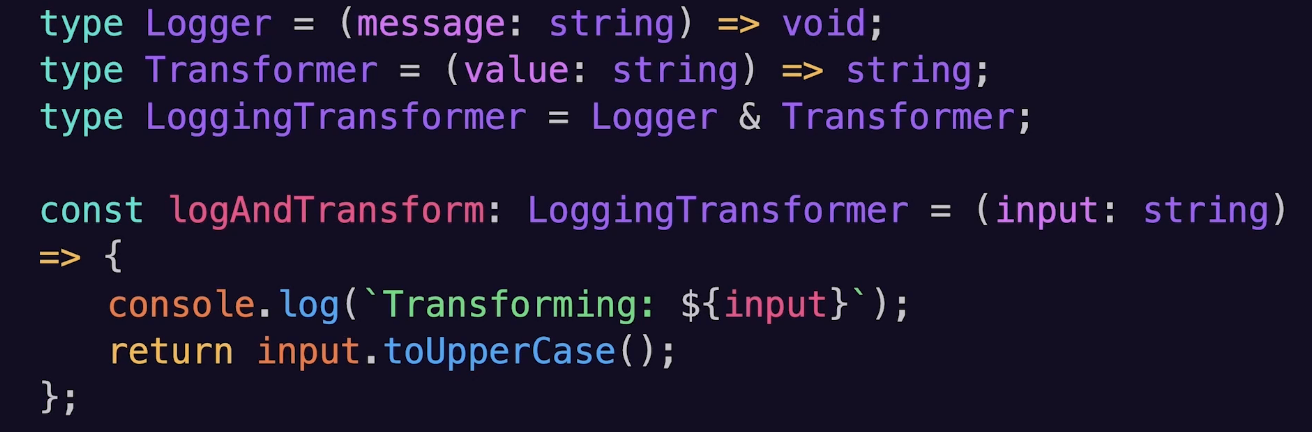 type Logger = (message: string) => void;
type Transformer = (value: string) => string;
type LoggingTransformer = Logger & Transformer;
const logAndTransform: LoggingTransformer = (input: string)
=> {
console.log(`Transforming: ${input}`);
return input.toUpperCase();
};